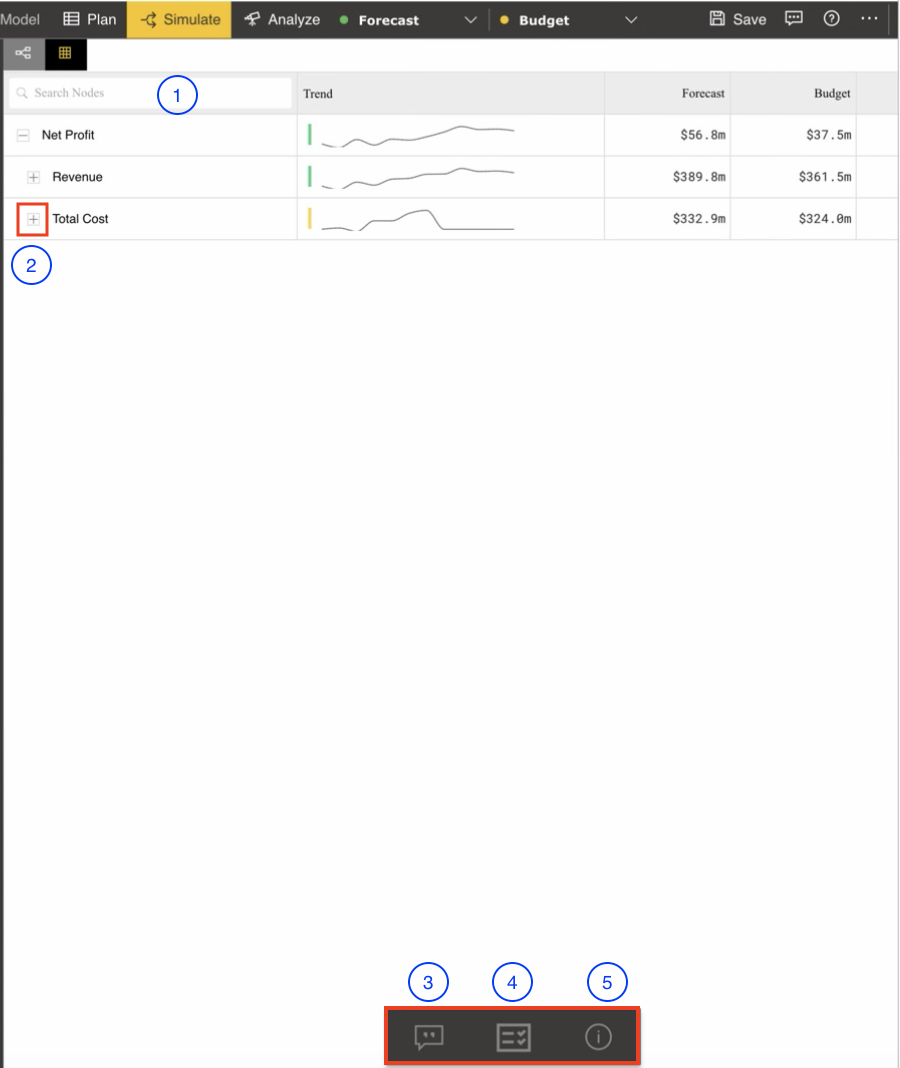 Model Plan Simulate Analyze Forecast Budget Save
Search Nodes 1 Trend Forecast Budget
Net Profit $56.8m $37.5m
Revenue $389.8m $361.5m
Total Cost $332.9m $324.0m
2
3 4 5